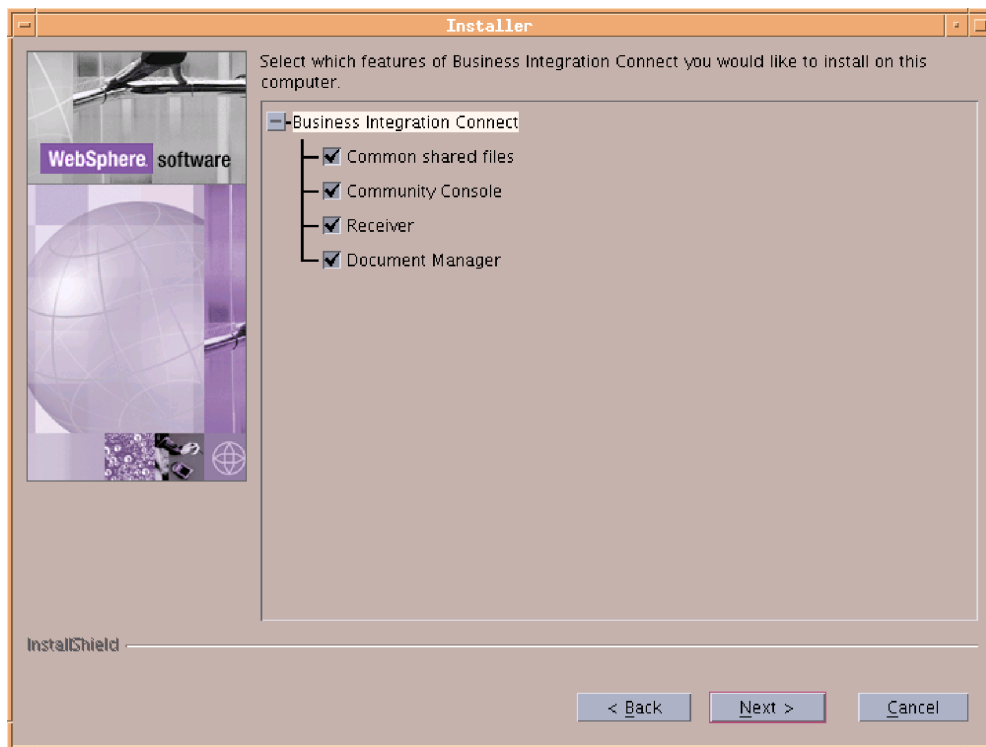 Installer
Select which features of Business Integration Connect you would like to install on this
computer.
WebSphere. software
Business Integration Connect
Common shared files
Community Console
Receiver
Document Manager
InstallShield
< Back
Next >
Cancel